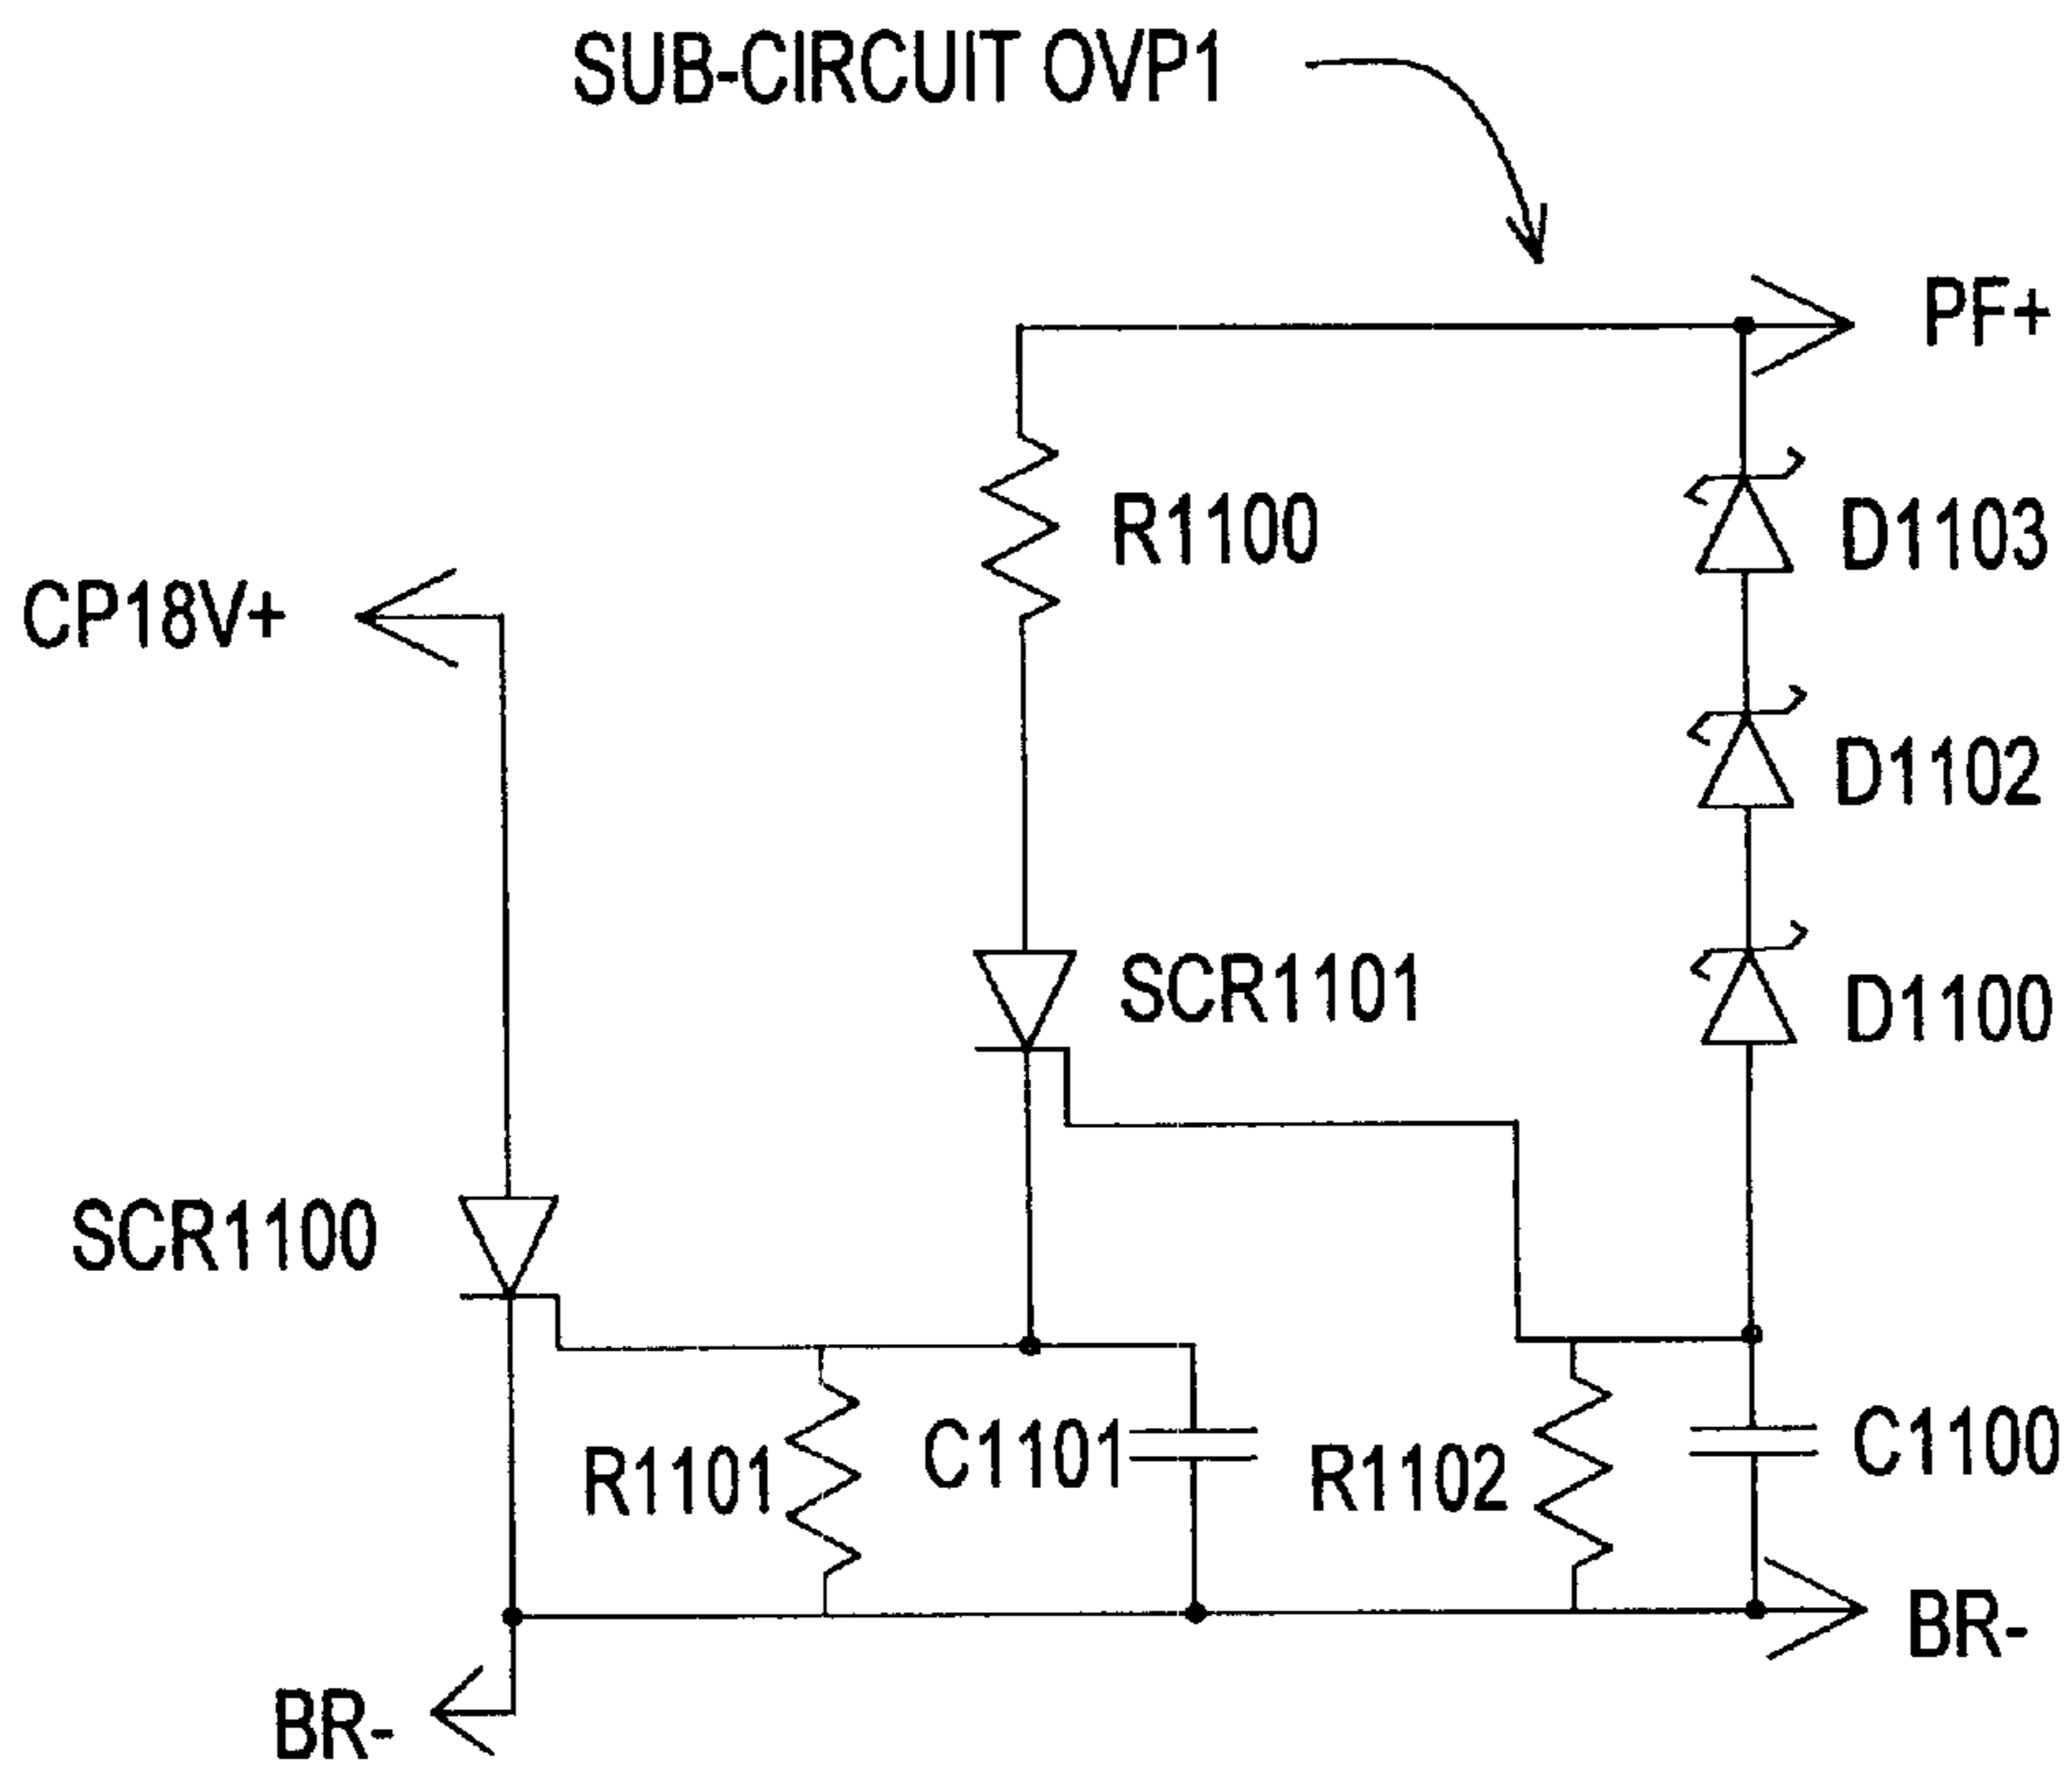 SUB-CIRCUIT OVP1
PF+
R1100
D1103
CP18V+
D1102
SCR1101
D1100
SCR1100
R1101
C1101
R1102
C1100
BR-
BR-